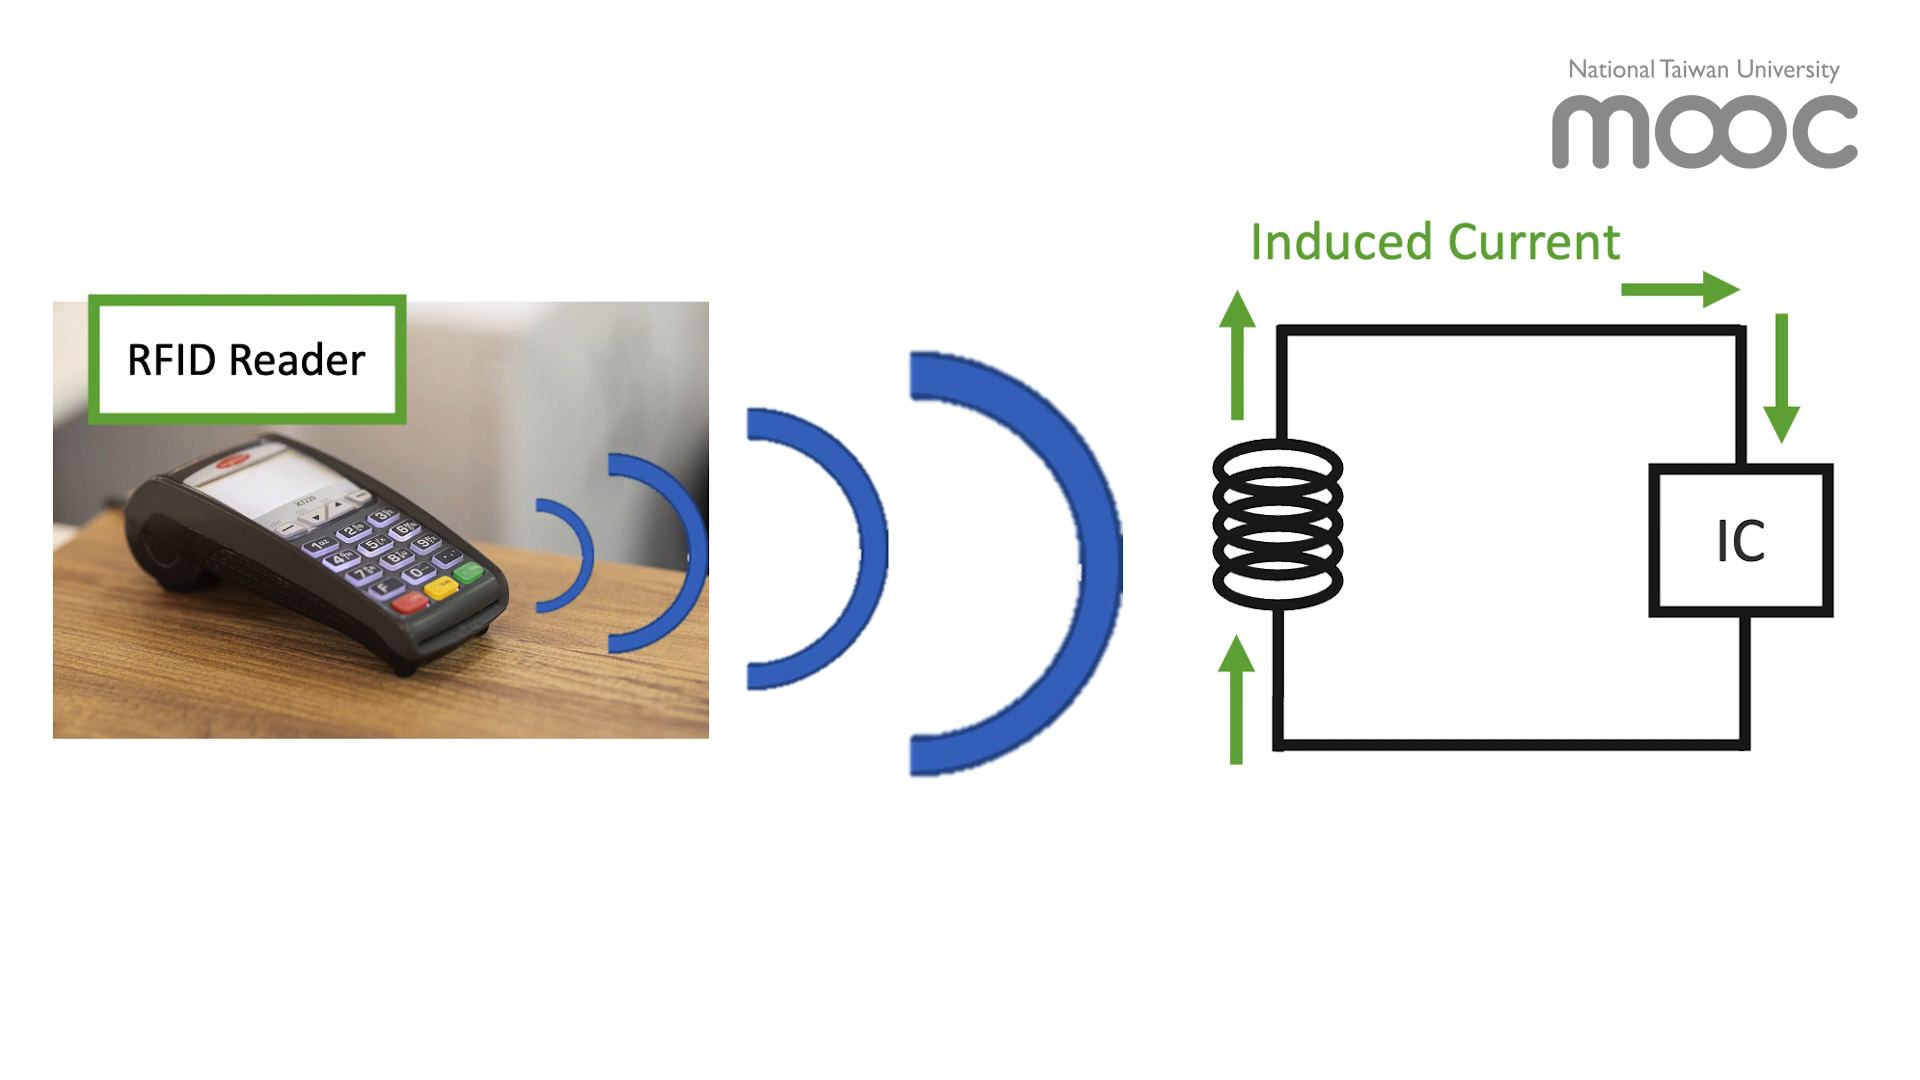 National Taiwan University
mooc
Induced Current
RFID Reader
IC